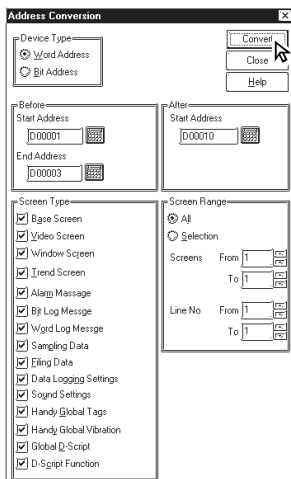 Address Conversion
Device Type
Word Address
Bit Address
Convert
Close
Help
Before
Start Address
D00001
End Address
D00003
After
Start Address
D00010
Screen Type
Base Screen
Video Screen
Window Screen
Trend Screen
Alarm Massage
Bit Log Messge
Word Log Messge
Sampling Data
Filing Data
Data Logging Settings
Sound Settings
Handy Global Tags
Handy Global Vibration
Global D-Script
D-Script Function
Screen Range
All
Selection
Screens From 1
To 1
Line No From 1
To 1